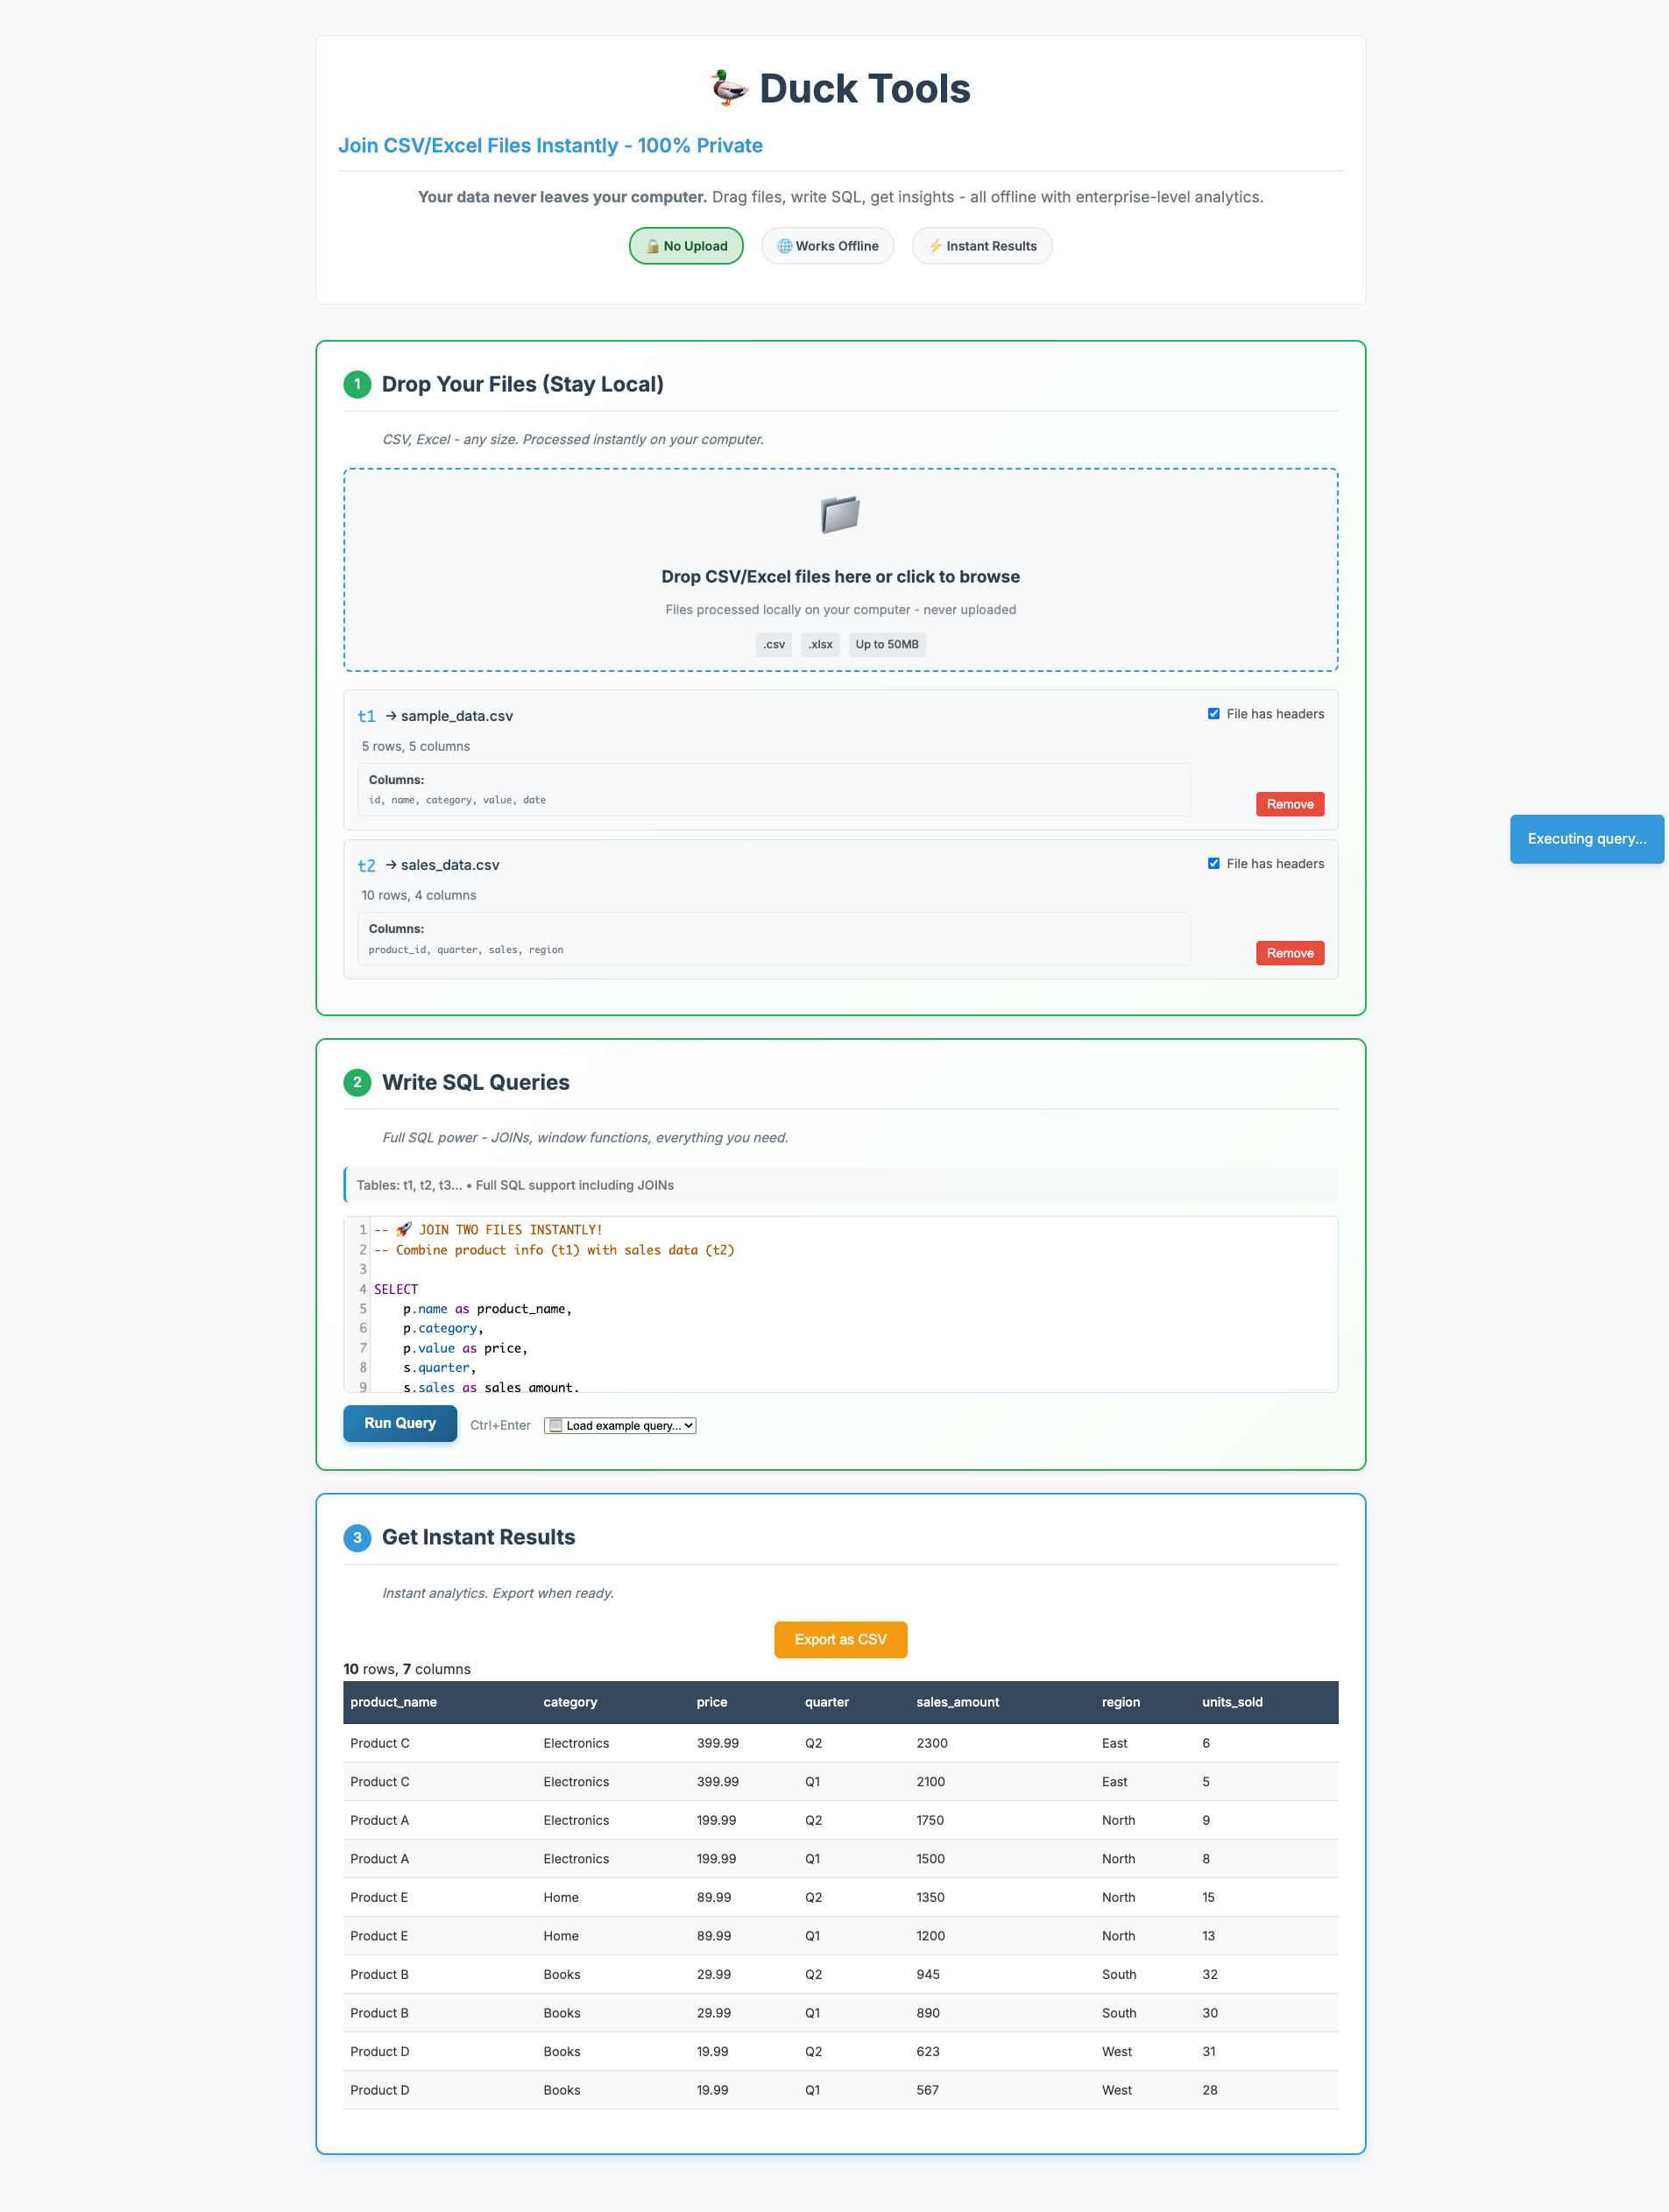 🦆 Duck Tools
Join CSV/Excel Files Instantly - 100% Private
Your data never leaves your computer. Drag files, write SQL, get insights - all offline with enterprise-level analytics.
🔒 No Upload
🌐 Works Offline
⚡ Instant Results
1 Drop Your Files (Stay Local)
CSV, Excel - any size. Processed instantly on your computer.
Drop CSV/Excel files here or click to browse
Files processed locally on your computer - never uploaded
.csv .xlsx Up to 50MB
t1 → sample_data.csv
File has headers
5 rows, 5 columns
Columns:
id, name, category, value, date
Remove
Executing query...
t2 → sales_data.csv
File has headers
10 rows, 4 columns
Columns:
product_id, quarter, sales, region
Remove
2 Write SQL Queries
Full SQL power - JOINs, window functions, everything you need.
Tables: t1, t2, t3... • Full SQL support including JOINs
1 -- 🚀 JOIN TWO FILES INSTANTLY!
2 -- Combine product info (t1) with sales data (t2)
3
4 SELECT
5 p.name as product_name,
6 p.category,
7 p.value as price,
8 s.quarter,
9 s.sales as sales_amount,
Run Query Ctrl+Enter 📋 Load example query...
3 Get Instant Results
Instant analytics. Export when ready.
Export as CSV
10 rows, 7 columns
product_name category price quarter sales_amount region units_sold
Product C Electronics 399.99 Q2 2300 East 6
Product C Electronics 399.99 Q1 2100 East 5
Product A Electronics 199.99 Q2 1750 North 9
Product A Electronics 199.99 Q1 1500 North 8
Product E Home 89.99 Q2 1350 North 15
Product E Home 89.99 Q1 1200 North 13
Product B Books 29.99 Q2 945 South 32
Product B Books 29.99 Q1 890 South 30
Product D Books 19.99 Q2 623 West 31
Product D Books 19.99 Q1 567 West 28